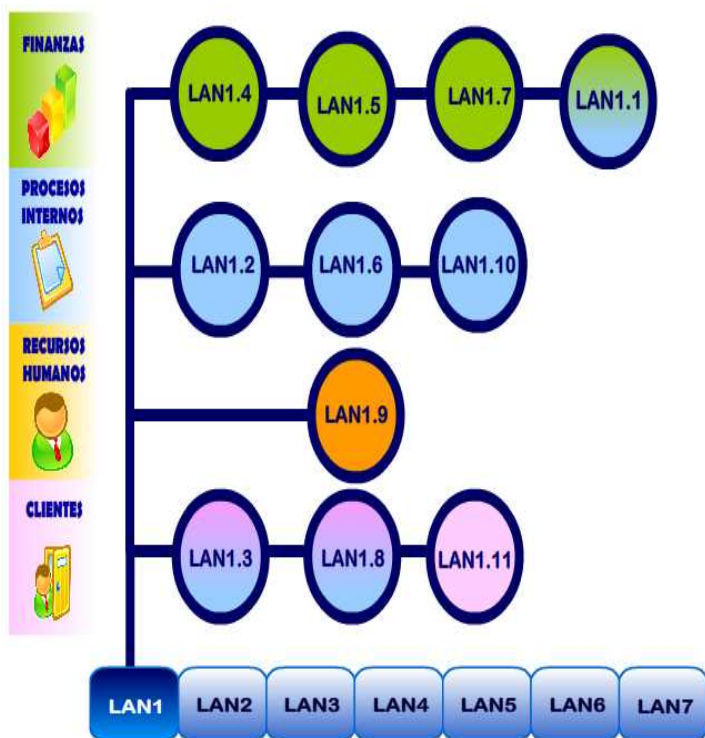 FINANZAS
LAN1.4 LAN1.5 LAN1.7 LAN1.1
PROCESOS
INTERNOS
LAN1.2 LAN1.6 LAN1.10
RECURSOS
HUMANOS
LAN1.9
CLIENTES
LAN1.3 LAN1.8 LAN1.11
LAN1 LAN2 LAN3 LAN4 LAN5 LAN6 LAN7